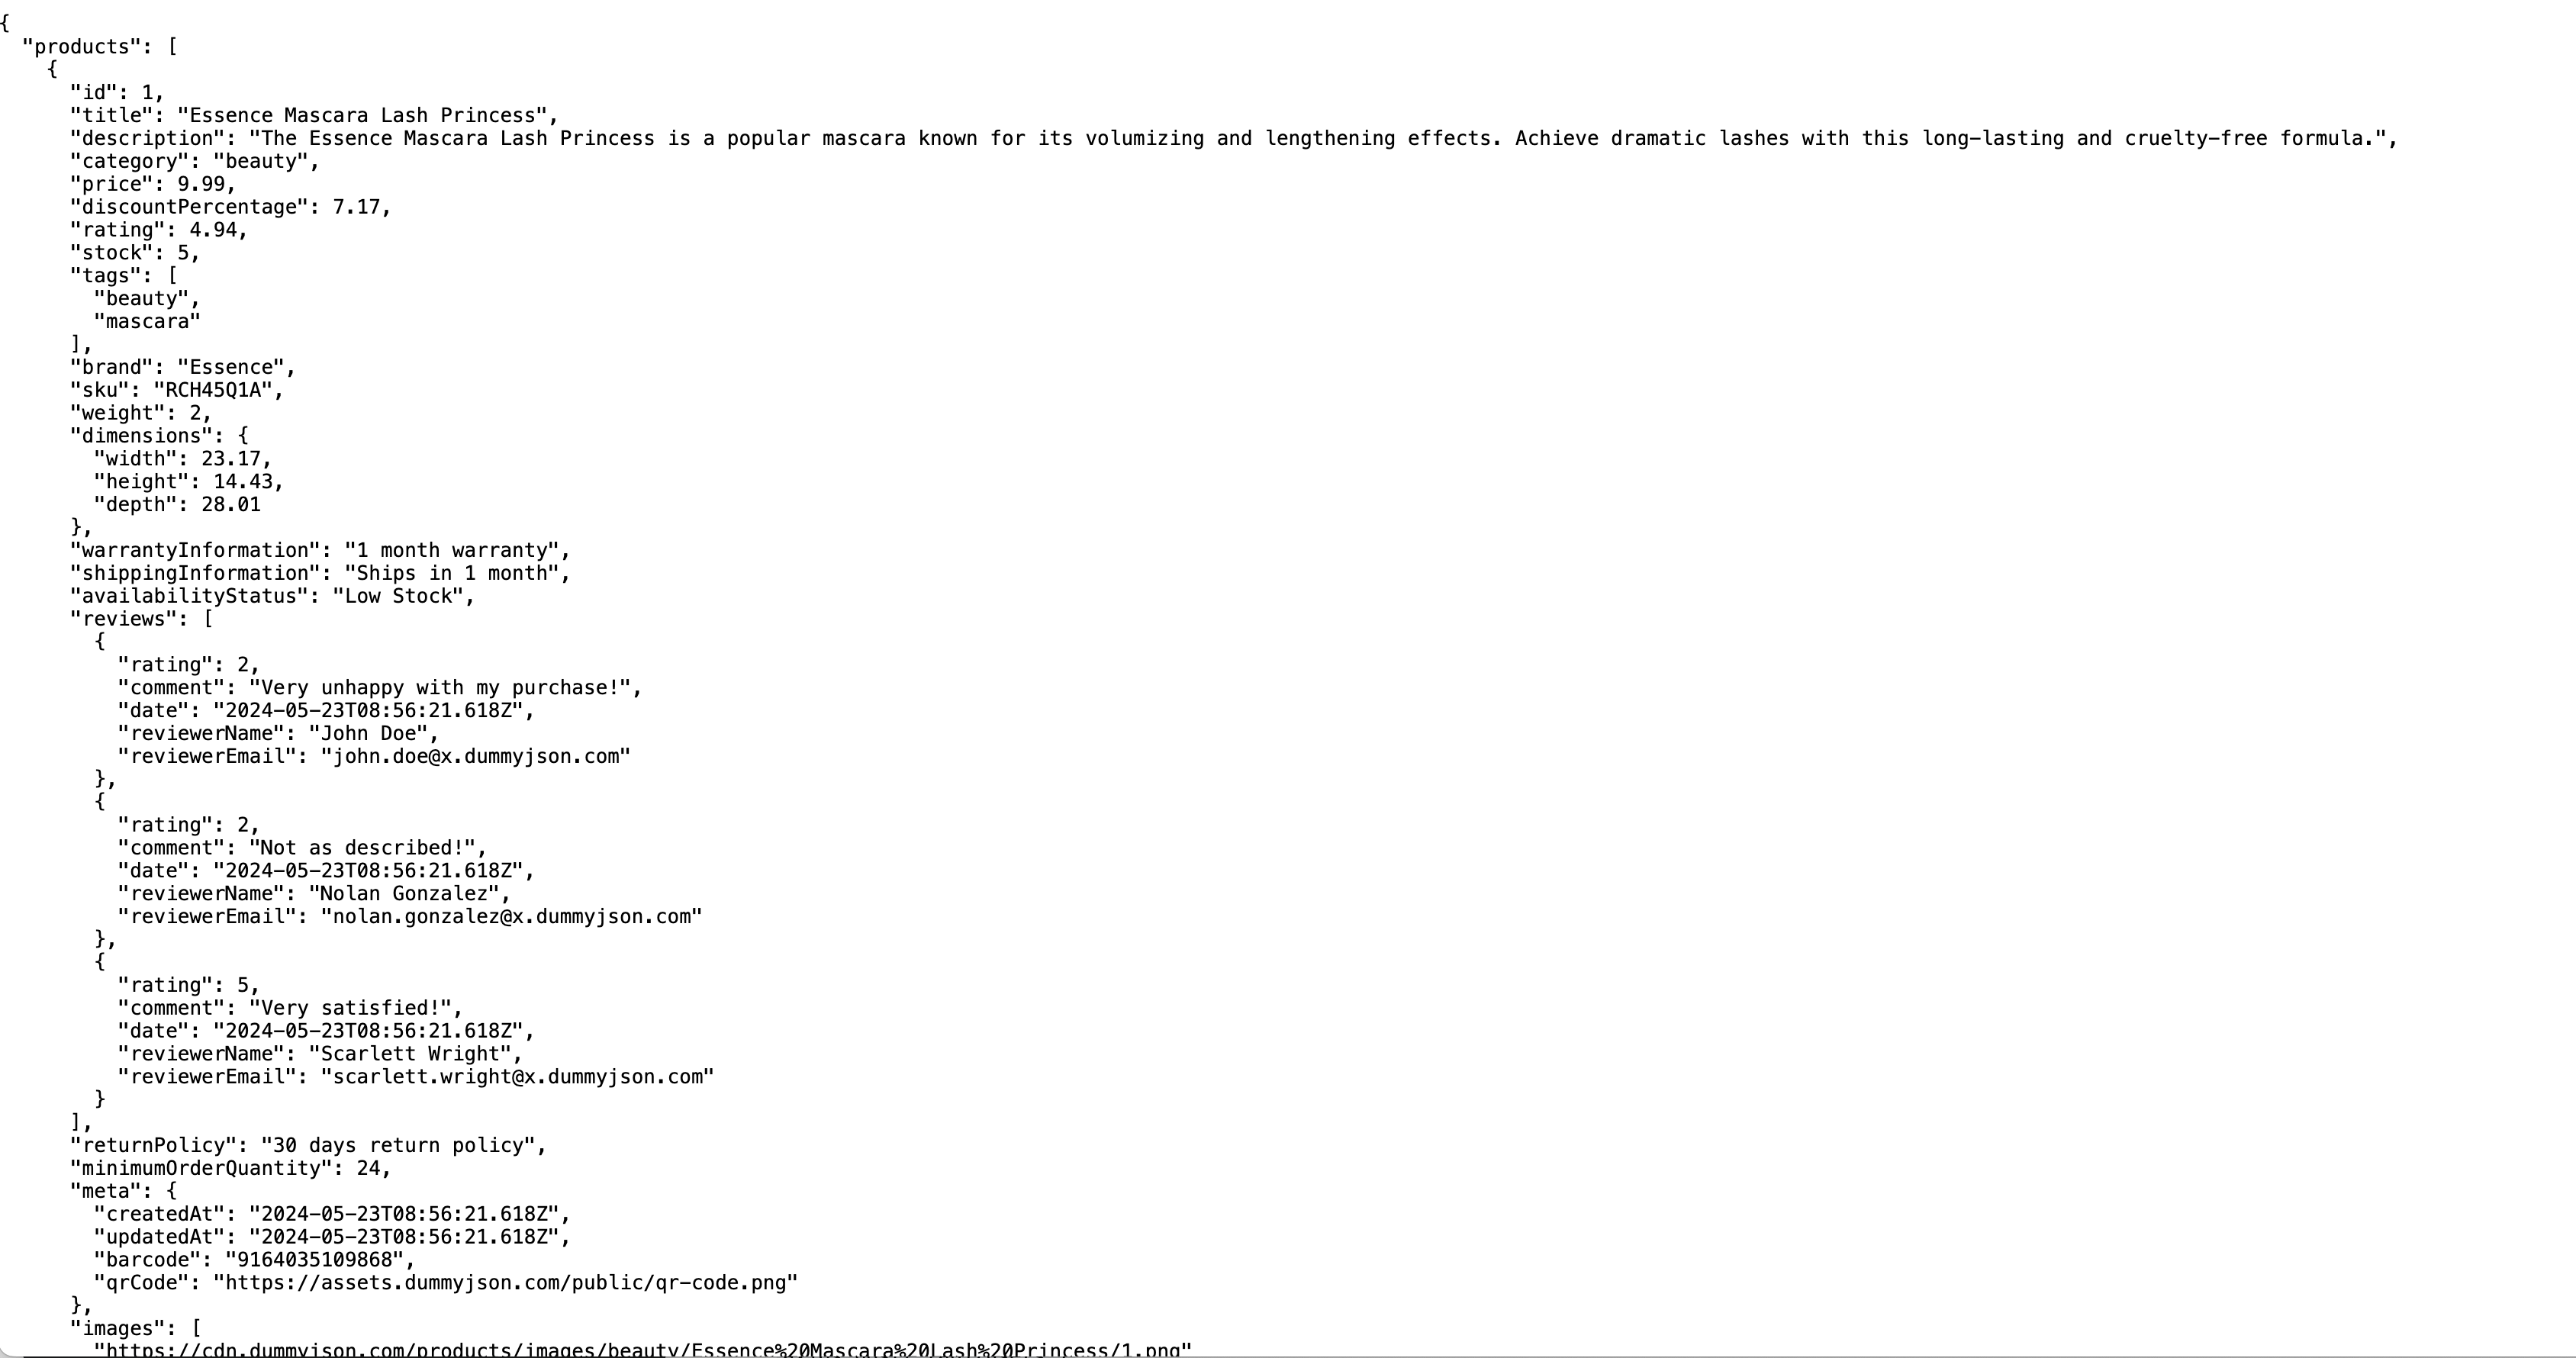 {
  "products": [
    {
      "id": 1,
      "title": "Essence Mascara Lash Princess",
      "description": "The Essence Mascara Lash Princess is a popular mascara known for its volumizing and lengthening effects. Achieve dramatic lashes with this long-lasting and cruelty-free formula.",
      "category": "beauty",
      "price": 9.99,
      "discountPercentage": 7.17,
      "rating": 4.94,
      "stock": 5,
      "tags": [
        "beauty",
        "mascara"
      ],
      "brand": "Essence",
      "sku": "RCH45Q1A",
      "weight": 2,
      "dimensions": {
        "width": 23.17,
        "height": 14.43,
        "depth": 28.01
      },
      "warrantyInformation": "1 month warranty",
      "shippingInformation": "Ships in 1 month",
      "availabilityStatus": "Low Stock",
      "reviews": [
        {
          "rating": 2,
          "comment": "Very unhappy with my purchase!",
          "date": "2024-05-23T08:56:21.618Z",
          "reviewerName": "John Doe",
          "reviewerEmail": "john.doe@x.dummyjson.com"
        },
        {
          "rating": 2,
          "comment": "Not as described!",
          "date": "2024-05-23T08:56:21.618Z",
          "reviewerName": "Nolan Gonzalez",
          "reviewerEmail": "nolan.gonzalez@x.dummyjson.com"
        },
        {
          "rating": 5,
          "comment": "Very satisfied!",
          "date": "2024-05-23T08:56:21.618Z",
          "reviewerName": "Scarlett Wright",
          "reviewerEmail": "scarlett.wright@x.dummyjson.com"
        }
      ],
      "returnPolicy": "30 days return policy",
      "minimumOrderQuantity": 24,
      "meta": {
        "createdAt": "2024-05-23T08:56:21.618Z",
        "updatedAt": "2024-05-23T08:56:21.618Z",
        "barcode": "9164035109868",
        "qrCode": "https://assets.dummyjson.com/public/qr-code.png"
      },
      "images": [
        "https://cdn.dummyjson.com/products/images/beauty/Essence%20Mascara%20Lash%20Princess/1.png"